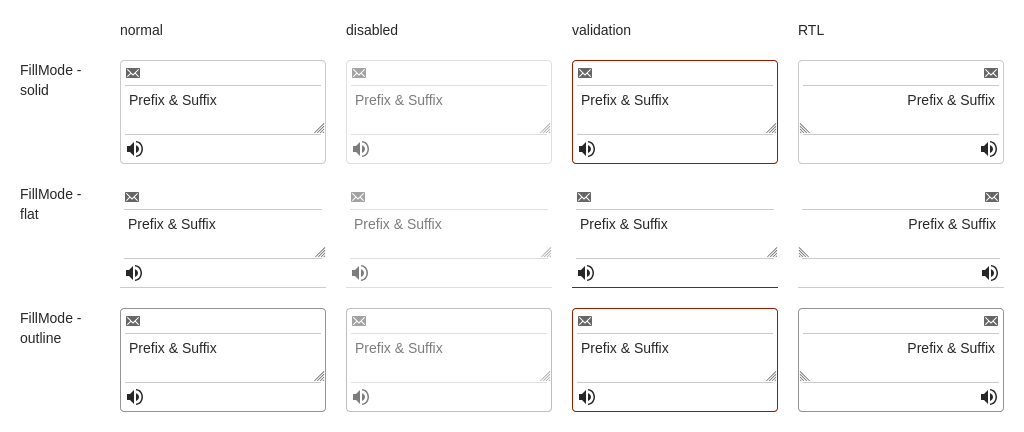 normal disabled validation RTL
FillMode -
solid
Prefix & Suffix Prefix & Suffix Prefix & Suffix Prefix & Suffix
FillMode -
flat
Prefix & Suffix Prefix & Suffix Prefix & Suffix Prefix & Suffix
FillMode -
outline
Prefix & Suffix Prefix & Suffix Prefix & Suffix Prefix & Suffix